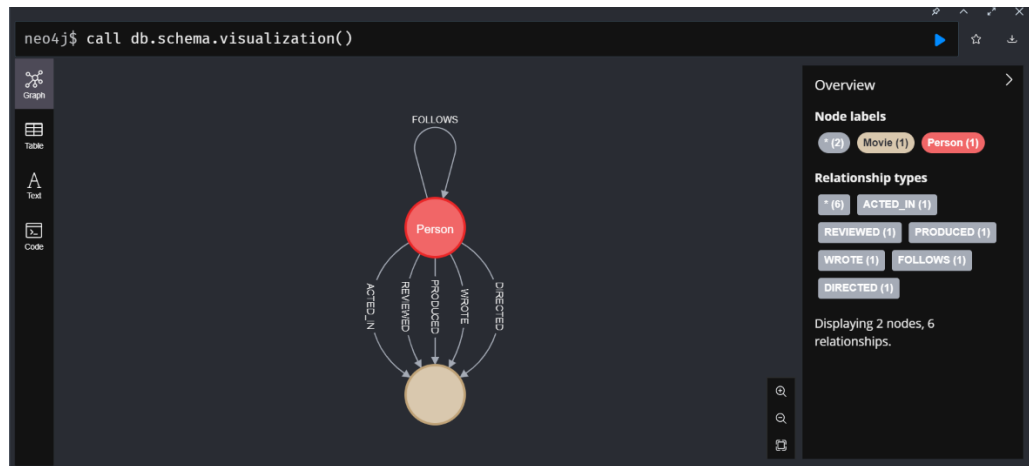 neo4j$ call db.schema.visualization()
Graph
Table
A
Text
Code
FOLLOWS
Person
ACTED_IN
REVIEWED
PRODUCED
WROTE
DIRECTED
Overview
Node labels
* (2) Movie (1) Person (1)
Relationship types
* (6) ACTED_IN (1)
REVIEWED (1) PRODUCED (1)
WROTE (1) FOLLOWS (1)
DIRECTED (1)
Displaying 2 nodes, 6
relationships.